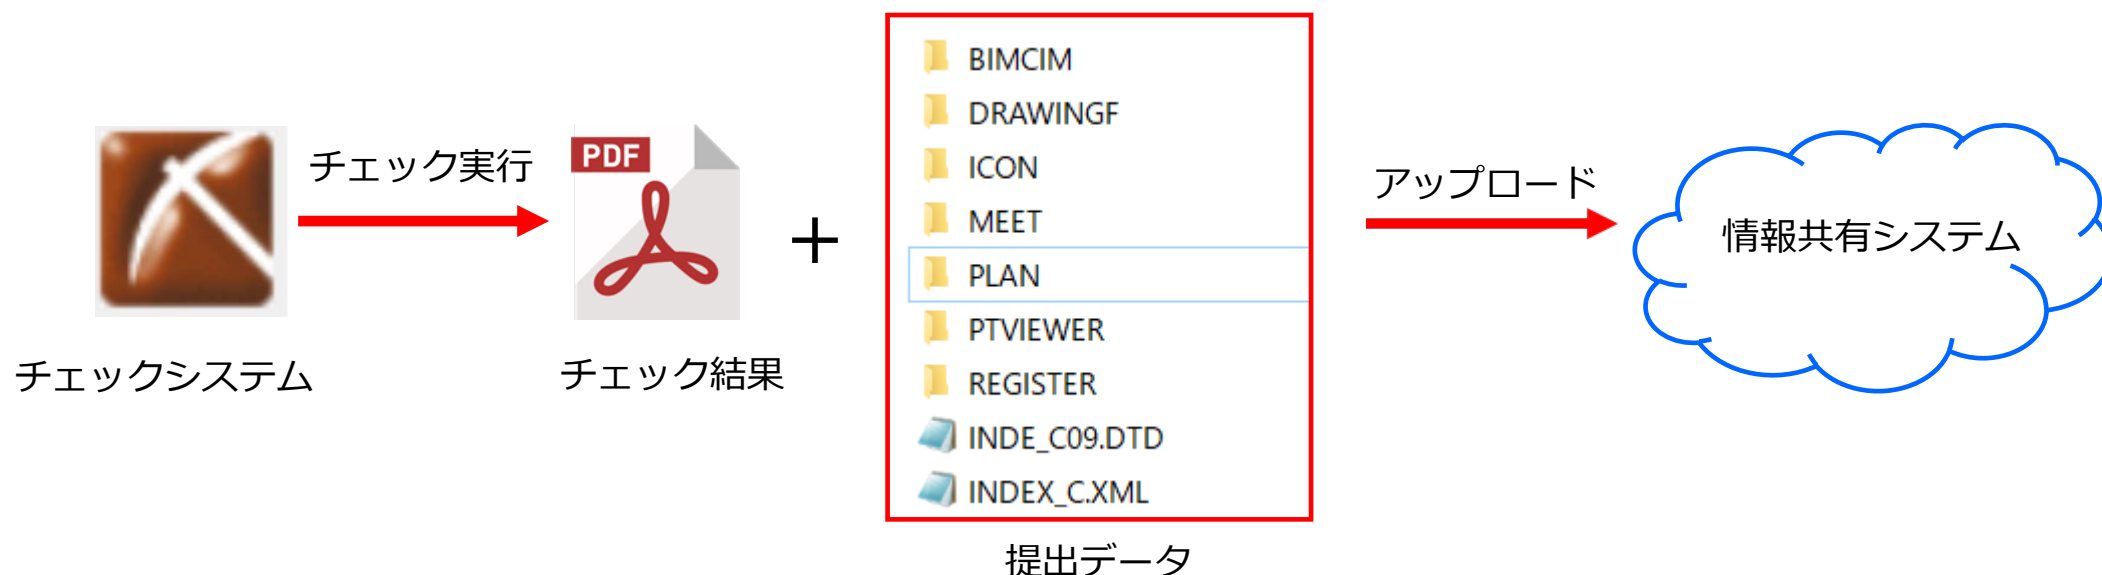 チェックシステム
チェック実行
PDF
チェック結果
+
BIMCIM
DRAWINGF
ICON
MEET
PLAN
PTVIEWER
REGISTER
INDE_C09.DTD
INDEX_C.XML
提出データ
アップロード
情報共有システム